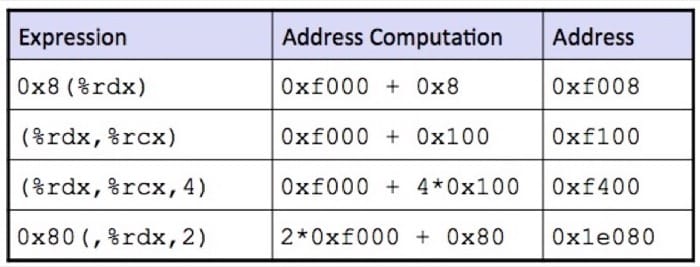 Expression Address Computation Address
0x8(%rdx) 0xf000 + 0x8 0xf008
(%rdx,%rcx) 0xf000 + 0x100 0xf100
(%rdx,%rcx,4) 0xf000 + 4*0x100 0xf400
0x80(,%rdx,2) 2*0xf000 + 0x80 0x1e080